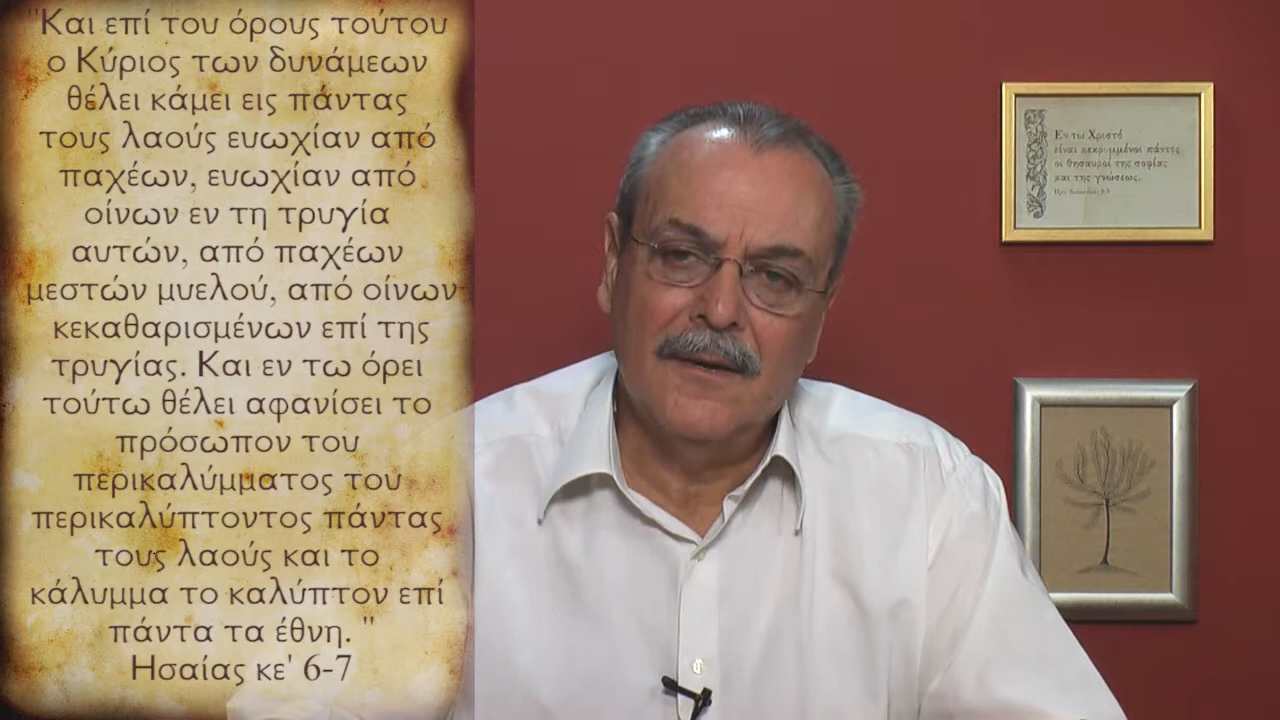 "Και επί του όρους τούτου
ο Κύριος των δυνάμεων
θέλει κάμει εις πάντας
τους λαούς ευωχίαν από
παχέων, ευωχίαν από
οίνων εν τη τρυγία
αυτών, από παχέων
μεστών μυελού, από οίνων
κεκαθαρισμένων επί της
τρυγίας. Και εν τω όρει
τούτω θέλει αφανίσει το
πρόσωπον του
περικαλύμματος του
περικαλύπτοντος πάντας
τους λαούς και το
κάλυμμα το καλύπτον επί
πάντα τα έθνη. "
Ησαίας κε' 6-7
Εν τω Χριστό
είναι κεκρυμμένοι πάντες
οι θησαυροί της σοφίας
και της γνώσεως.